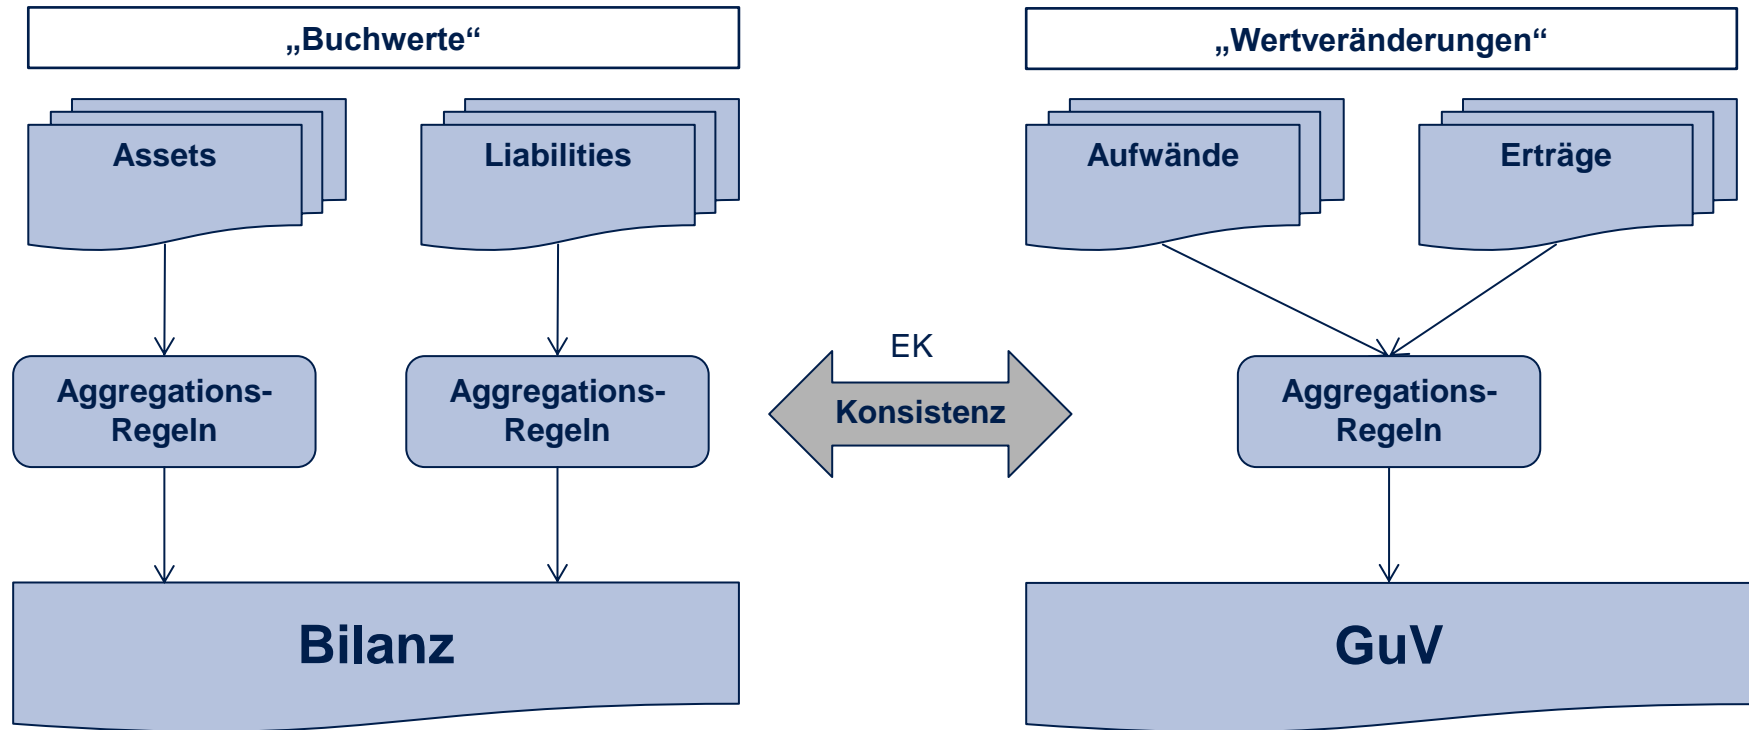 „Buchwerte“
„Wertveränderungen“
Assets
Liabilities
Aufwände
Erträge
EK
Konsistenz
Aggregations-
Regeln
Aggregations-
Regeln
Aggregations-
Regeln
Bilanz
GuV